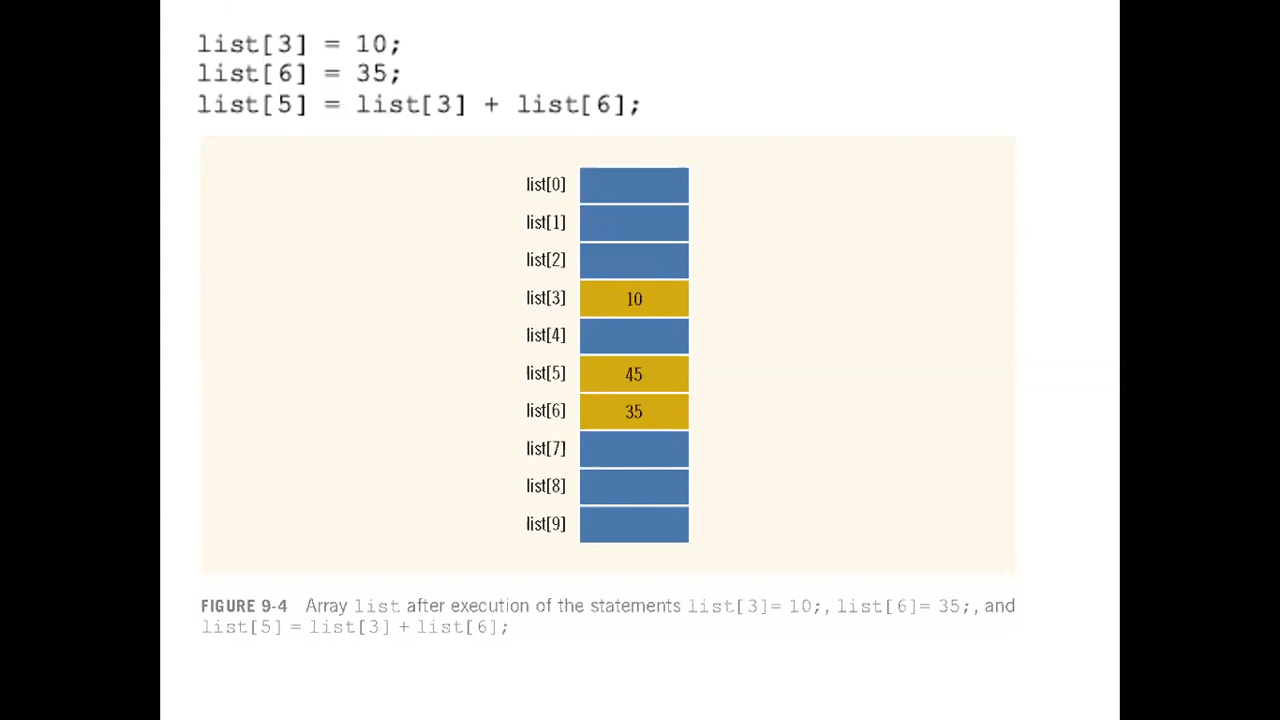 list[3] = 10;
list[6] = 35;
list[5] = list[3] + list[6];
list[0]
list[1]
list[2]
list[3] 10
list[4]
list[5] 45
list[6] 35
list[7]
list[8]
list[9]
FIGURE 9-4 Array list after execution of the statements list[3]= 10;, list[6]= 35;, and
list[5] = list[3] + list[6];